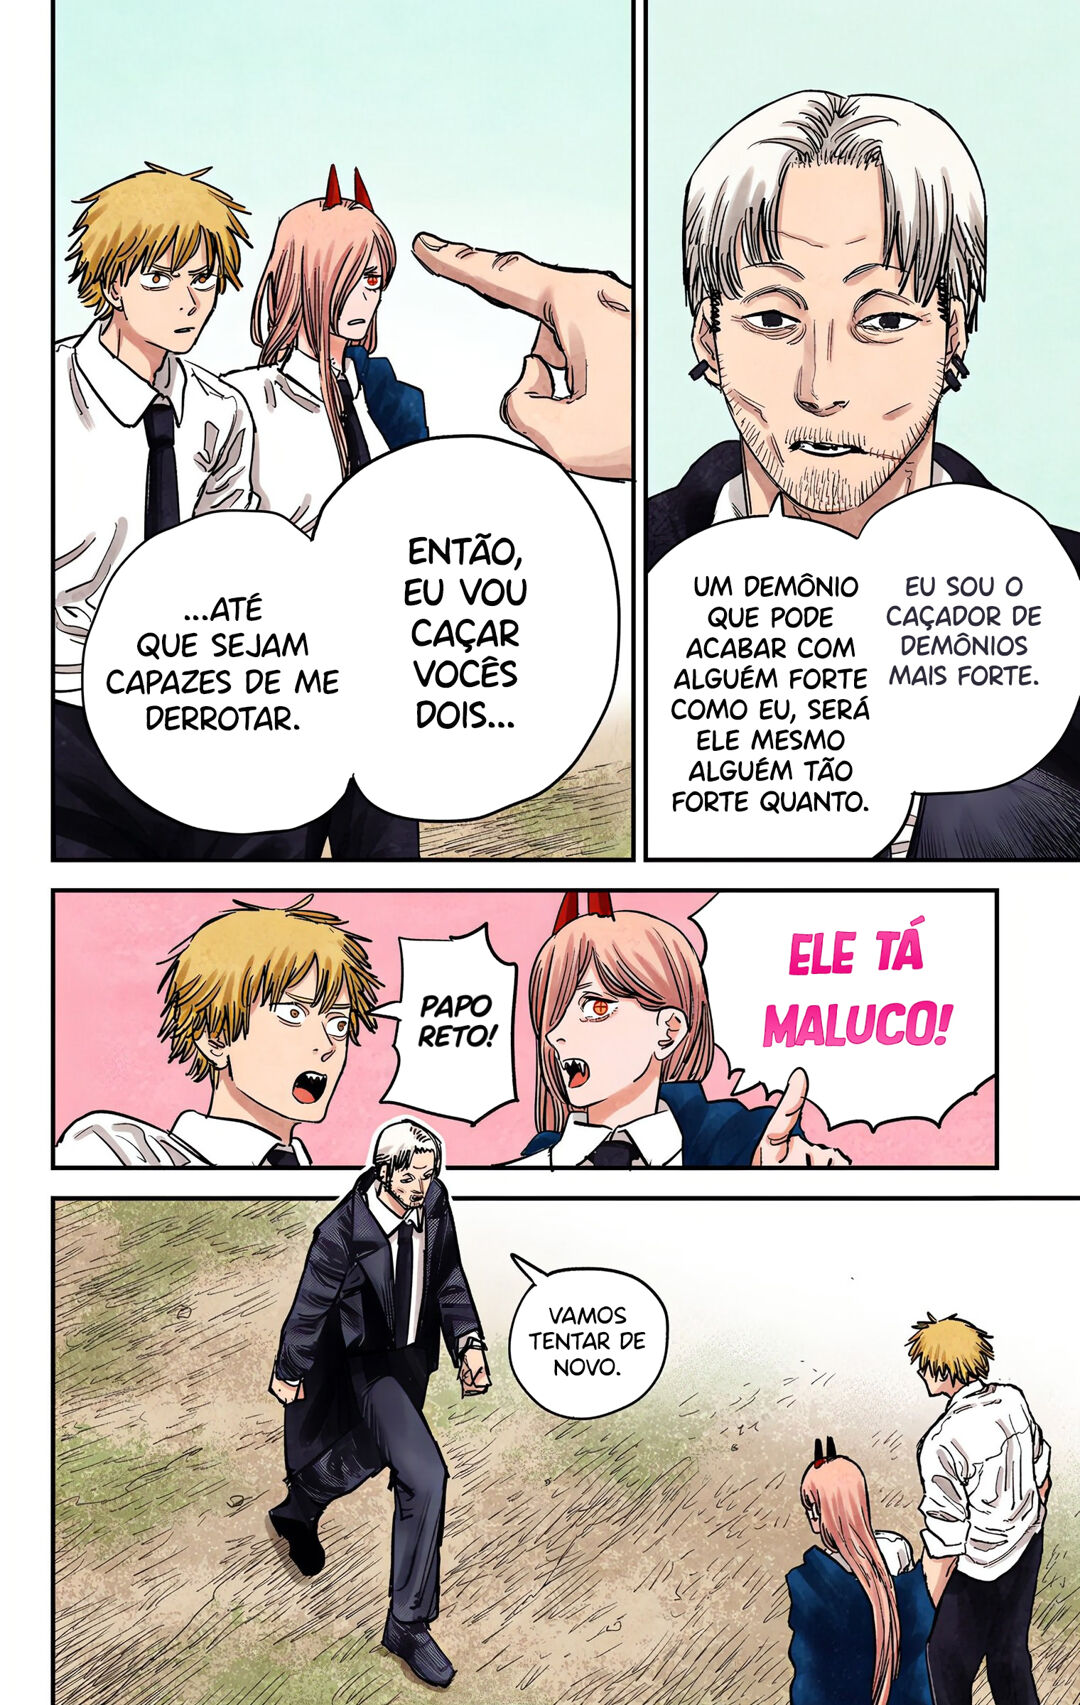 EU SOU O
CAÇADOR DE
DEMÔNIOS
MAIS FORTE.
UM DEMÔNIO
QUE PODE
ACABAR COM
ALGUÉM FORTE
COMO EU, SERÁ
ELE MESMO
ALGUÉM TÃO
FORTE QUANTO.
ENTÃO,
EU VOU
CAÇAR
VOCÊS
DOIS...
...ATÉ
QUE SEJAM
CAPAZES DE ME
DERROTAR.
ELE TÁ
MALUCO!
PAPO
RETO!
VAMOS
TENTAR DE
NOVO.